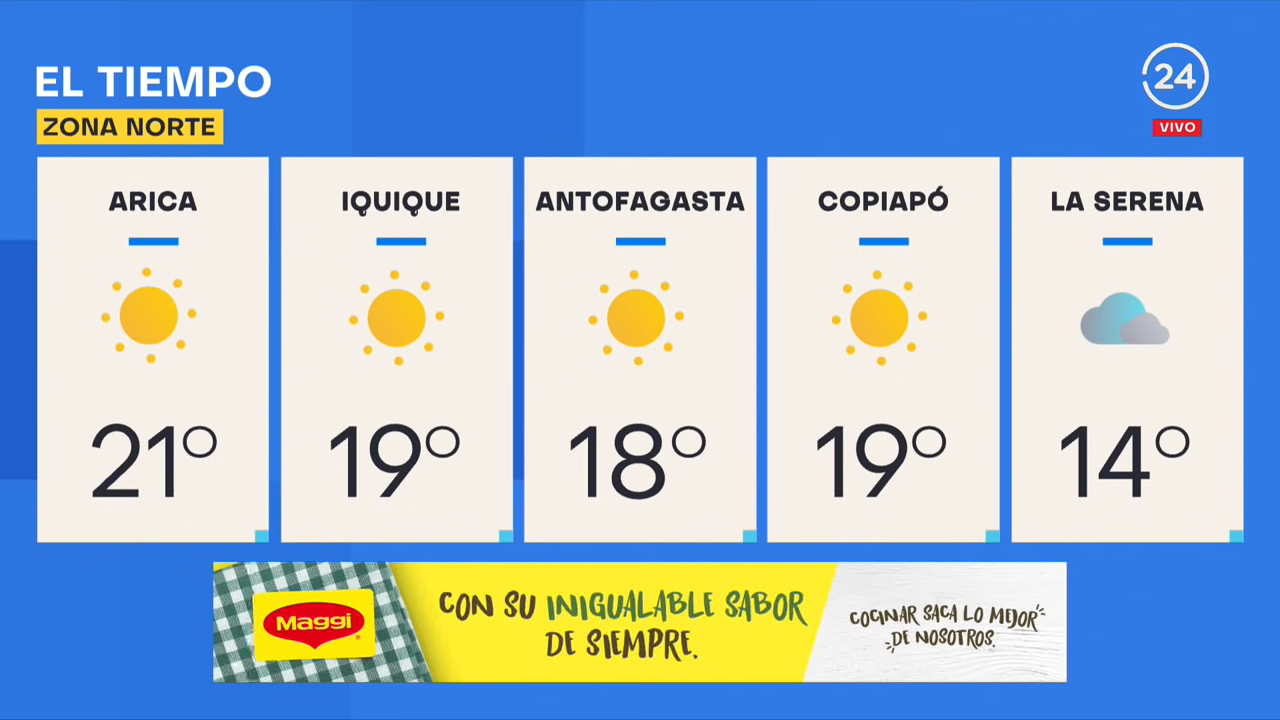 EL TIEMPO
ZONA NORTE
24
VIVO
ARICA
21°
IQUIQUE
19°
ANTOFAGASTA
18°
COPIAPÓ
19°
LA SERENA
14°
Maggi
CON SU INIGUALABLE SABOR
DE SIEMPRE.
COCINAR SACA LO MEJOR
DE NOSOTROS.